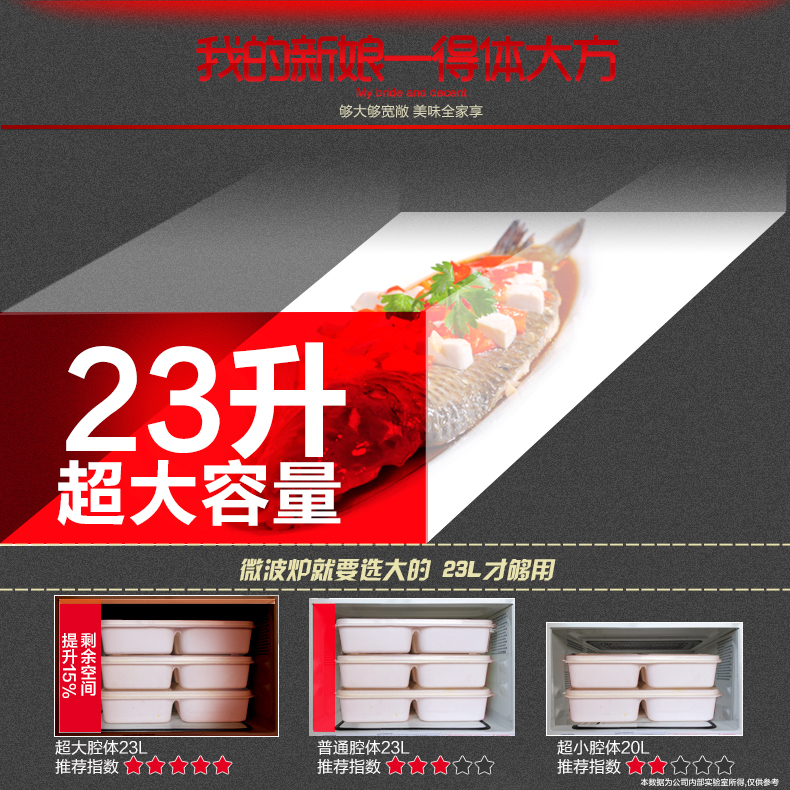 我的新娘—得体大方
My bride and decent
够大够宽敞 美味全家享
23升
超大容量
微波炉就要选大的 23L才够用
剩余空间
提升15%
超大腔体23L
推荐指数
普通腔体23L
推荐指数
超小腔体20L
推荐指数
本数据为公司内部实验室所得,仅供参考